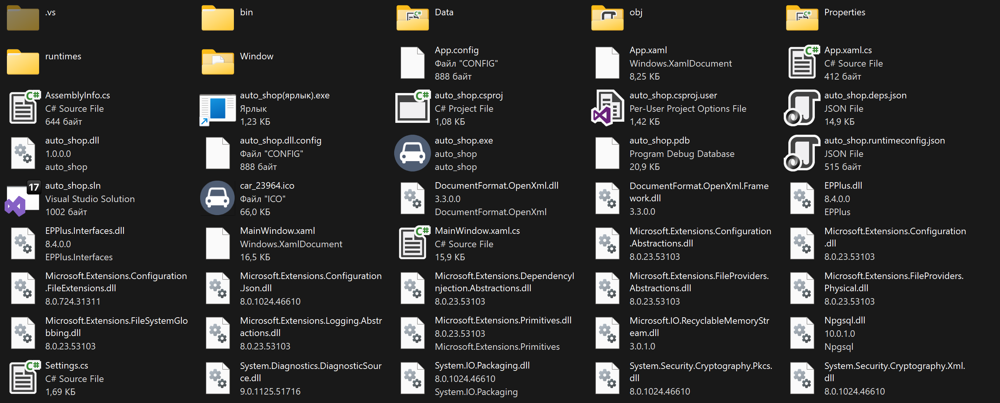 .vs
bin
Data
obj
Properties
runtimes
Window
App.config
Файл "CONFIG"
888 байт
App.xaml
Windows.XamlDocument
8,25 КБ
C#
App.xaml.cs
C# Source File
412 байт
C#
AssemblyInfo.cs
C# Source File
644 байт
auto_shop(ярлык).exe
Ярлык
1,23 КБ
C#
auto_shop.csproj
C# Project File
1,08 КБ
auto_shop.csproj.user
Per-User Project Options File
1,42 КБ
auto_shop.deps.json
JSON File
14,9 КБ
auto_shop.dll
1.0.0.0
auto_shop
auto_shop.dll.config
Файл "CONFIG"
888 байт
auto_shop.exe
auto_shop
auto_shop
auto_shop.pdb
Program Debug Database
20,9 КБ
auto_shop.runtimeconfig.json
JSON File
515 байт
17
auto_shop.sln
Visual Studio Solution
1002 байт
car_23964.ico
Файл "ICO"
66,0 КБ
DocumentFormat.OpenXml.dll
3.3.0.0
DocumentFormat.OpenXml
DocumentFormat.OpenXml.Frame
work.dll
3.3.0.0
EPPlus.dll
8.4.0.0
EPPlus
EPPlus.Interfaces.dll
8.4.0.0
EPPlus.Interfaces
MainWindow.xaml
Windows.XamlDocument
16,5 КБ
C#
MainWindow.xaml.cs
C# Source File
15,9 КБ
Microsoft.Extensions.Configuration
.Abstractions.dll
8.0.23.53103
Microsoft.Extensions.Configuration
.dll
8.0.23.53103
Microsoft.Extensions.Configuration
.FileExtensions.dll
8.0.724.31311
Microsoft.Extensions.Configuration
.Json.dll
8.0.1024.46610
Microsoft.Extensions.DependencyI
njection.Abstractions.dll
8.0.23.53103
Microsoft.Extensions.FileProviders.
Abstractions.dll
8.0.23.53103
Microsoft.Extensions.FileProviders.
Physical.dll
8.0.23.53103
Microsoft.Extensions.FileSystemGlo
bbing.dll
8.0.23.53103
Microsoft.Extensions.Logging.Abstr
actions.dll
8.0.23.53103
Microsoft.Extensions.Primitives.dll
8.0.23.53103
Microsoft.Extensions.Primitives
Microsoft.IO.RecyclableMemoryStr
eam.dll
3.0.1.0
Npgsql.dll
10.0.1.0
Npgsql
C#
Settings.cs
C# Source File
1,69 КБ
System.Diagnostics.DiagnosticSour
ce.dll
9.0.1125.51716
System.IO.Packaging.dll
8.0.1024.46610
System.IO.Packaging
System.Security.Cryptography.Pkcs.
dll
8.0.1024.46610
System.Security.Cryptography.Xml.
dll
8.0.1024.46610